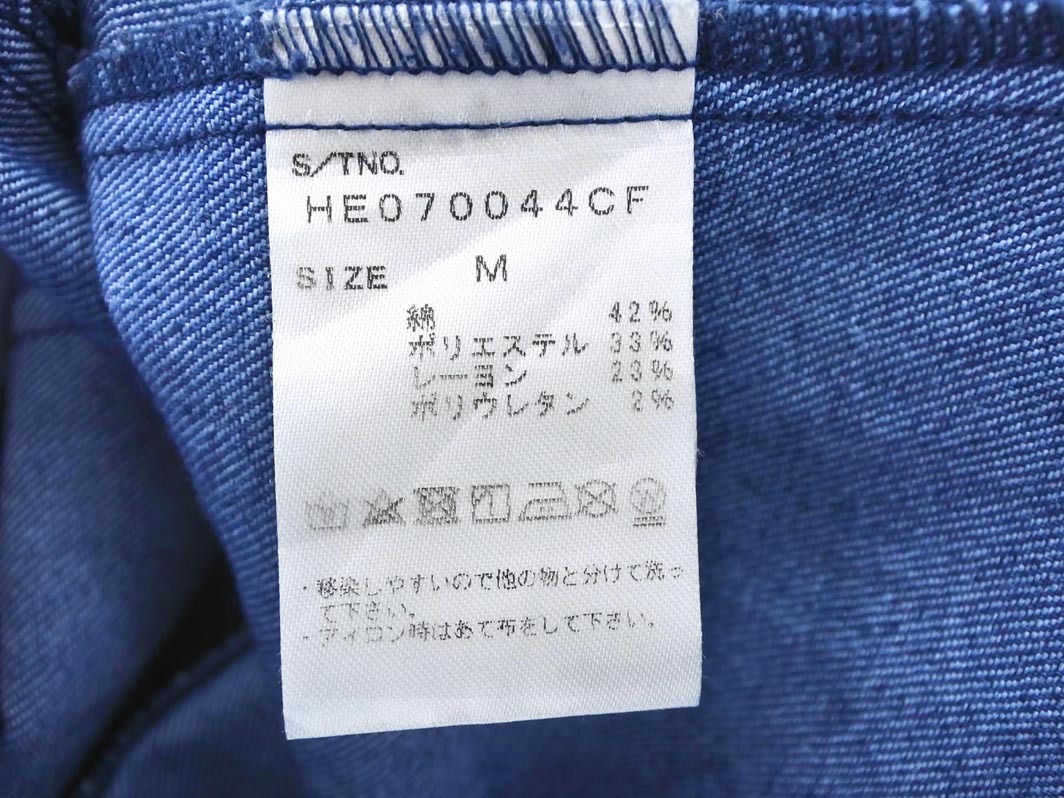 S/TNO.
HE070044CF
SIZE M
綿 42%
ポリエステル 33%
レーヨン 23%
ポリウレタン 2%
・移染しやすいので他の物と分けて洗っ
て下さい。
・アイロン時はあて布をして下さい。